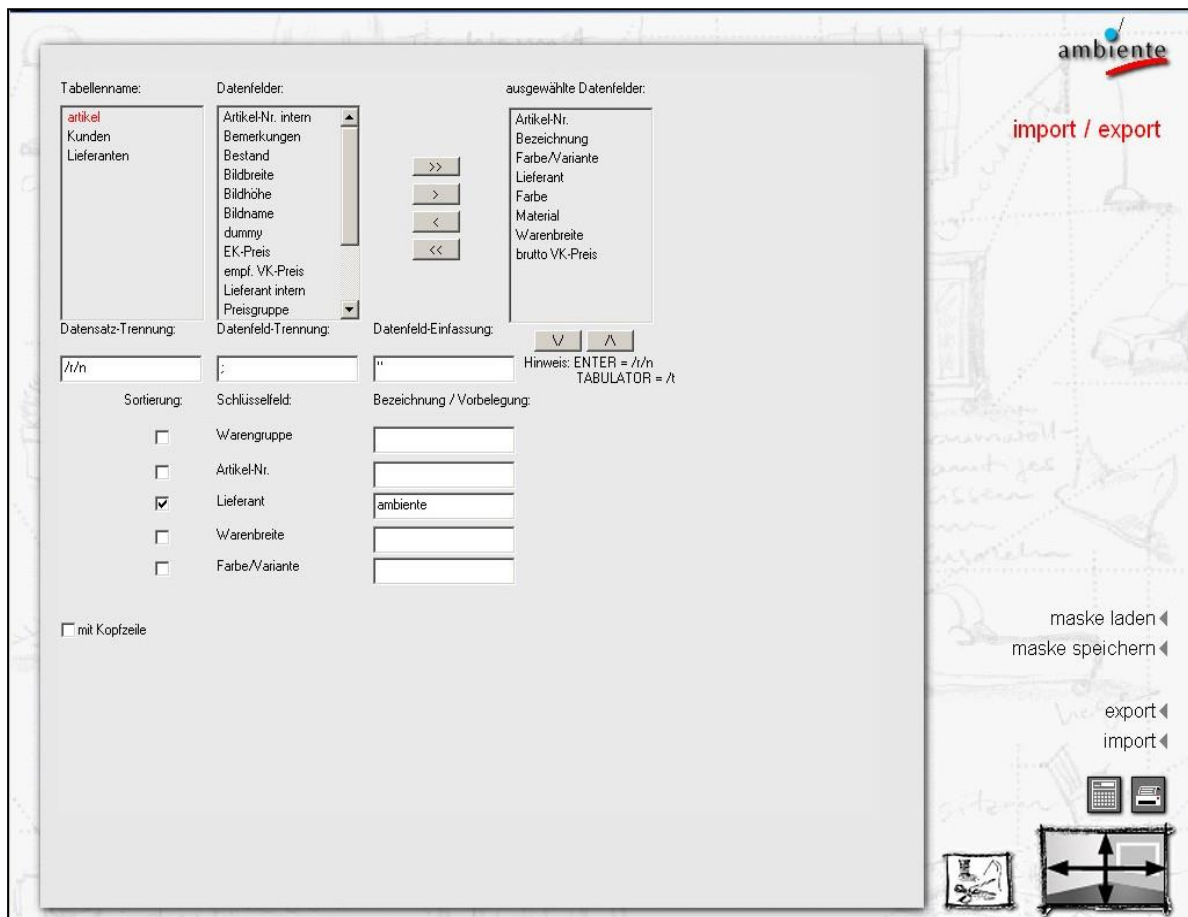 ambiente
import / export
Tabellenname:
artikel
Kunden
Lieferanten
Datenfelder:
Artikel-Nr. intern
Bemerkungen
Bestand
Bildbreite
Bildhöhe
Bildname
dummy
EK-Preis
empf. VK-Preis
Lieferant intern
Preisgruppe
>>
>
<
<<
ausgewählte Datenfelder:
Artikel-Nr.
Bezeichnung
Farbe/Variante
Lieferant
Farbe
Material
Warenbreite
brutto VK-Preis
\/ /\
Hinweis: ENTER = /r/n
TABULATOR = /t
Datensatz-Trennung: Datenfeld-Trennung: Datenfeld-Einfassung:
/r/n ; "
Sortierung: Schlüsselfeld: Bezeichnung / Vorbelegung:
Warengruppe
Artikel-Nr.
Lieferant ambiente
Warenbreite
Farbe/Variante
mit Kopfzeile
maske laden
maske speichern
export
import